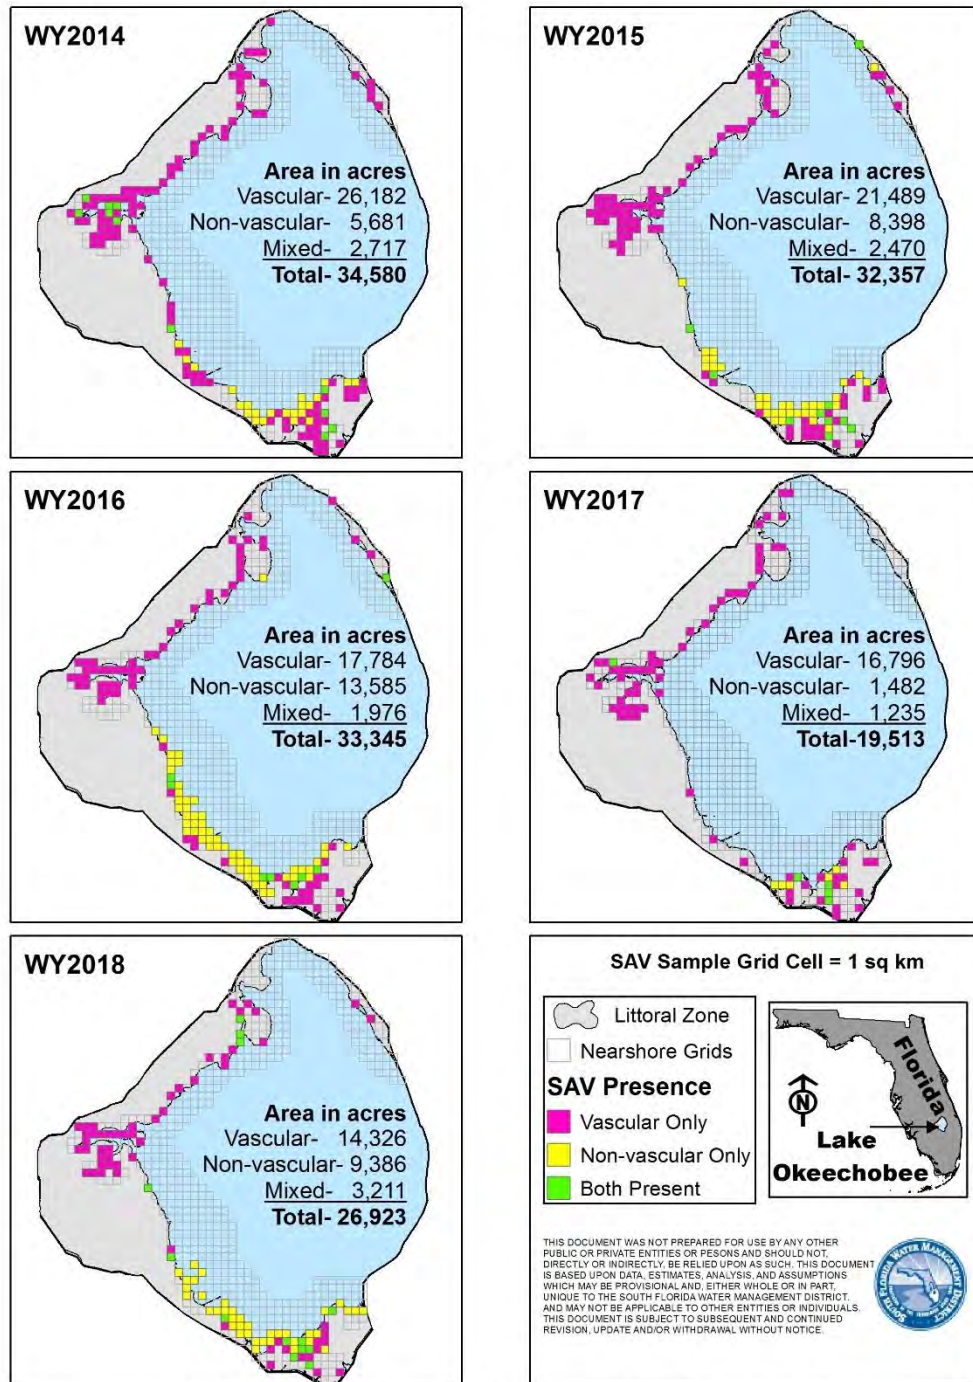 WY2014
Area in acres
Vascular- 26,182
Non-vascular- 5,681
Mixed- 2,717
Total- 34,580
WY2015
Area in acres
Vascular- 21,489
Non-vascular- 8,398
Mixed- 2,470
Total- 32,357
WY2016
Area in acres
Vascular- 17,784
Non-vascular- 13,585
Mixed- 1,976
Total- 33,345
WY2017
Area in acres
Vascular- 16,796
Non-vascular- 1,482
Mixed- 1,235
Total-19,513
WY2018
Area in acres
Vascular- 14,326
Non-vascular- 9,386
Mixed- 3,211
Total- 26,923
SAV Sample Grid Cell = 1 sq km
Littoral Zone
Nearshore Grids
SAV Presence
Vascular Only
Non-vascular Only
Both Present
Florida
N
Lake
Okeechobee
THIS DOCUMENT WAS NOT PREPARED FOR USE BY ANY OTHER
PUBLIC OR PRIVATE ENTITIES OR PESONS AND SHOULD NOT,
DIRECTLY OR INDIRECTLY, BE RELIED UPON AS SUCH. THIS DOCUMENT
IS BASED UPON DATA, ESTIMATES, ANALYSIS, AND ASSUMPTIONS
WHICH MAY BE PROVISIONAL AND, EITHER WHOLE OR IN PART,
UNIQUE TO THE SOUTH FLORIDA WATER MANAGEMENT DISTRICT.
AND MAY NOT BE APPLICABLE TO OTHER ENTITIES OR INDIVIDUALS.
THIS DOCUMENT IS SUBJECT TO SUBSEQUENT AND CONTINUED
REVISION, UPDATE AND/OR WITHDRAWAL WITHOUT NOTICE.
SOUTH FLORIDA WATER MANAGEMENT DISTRICT